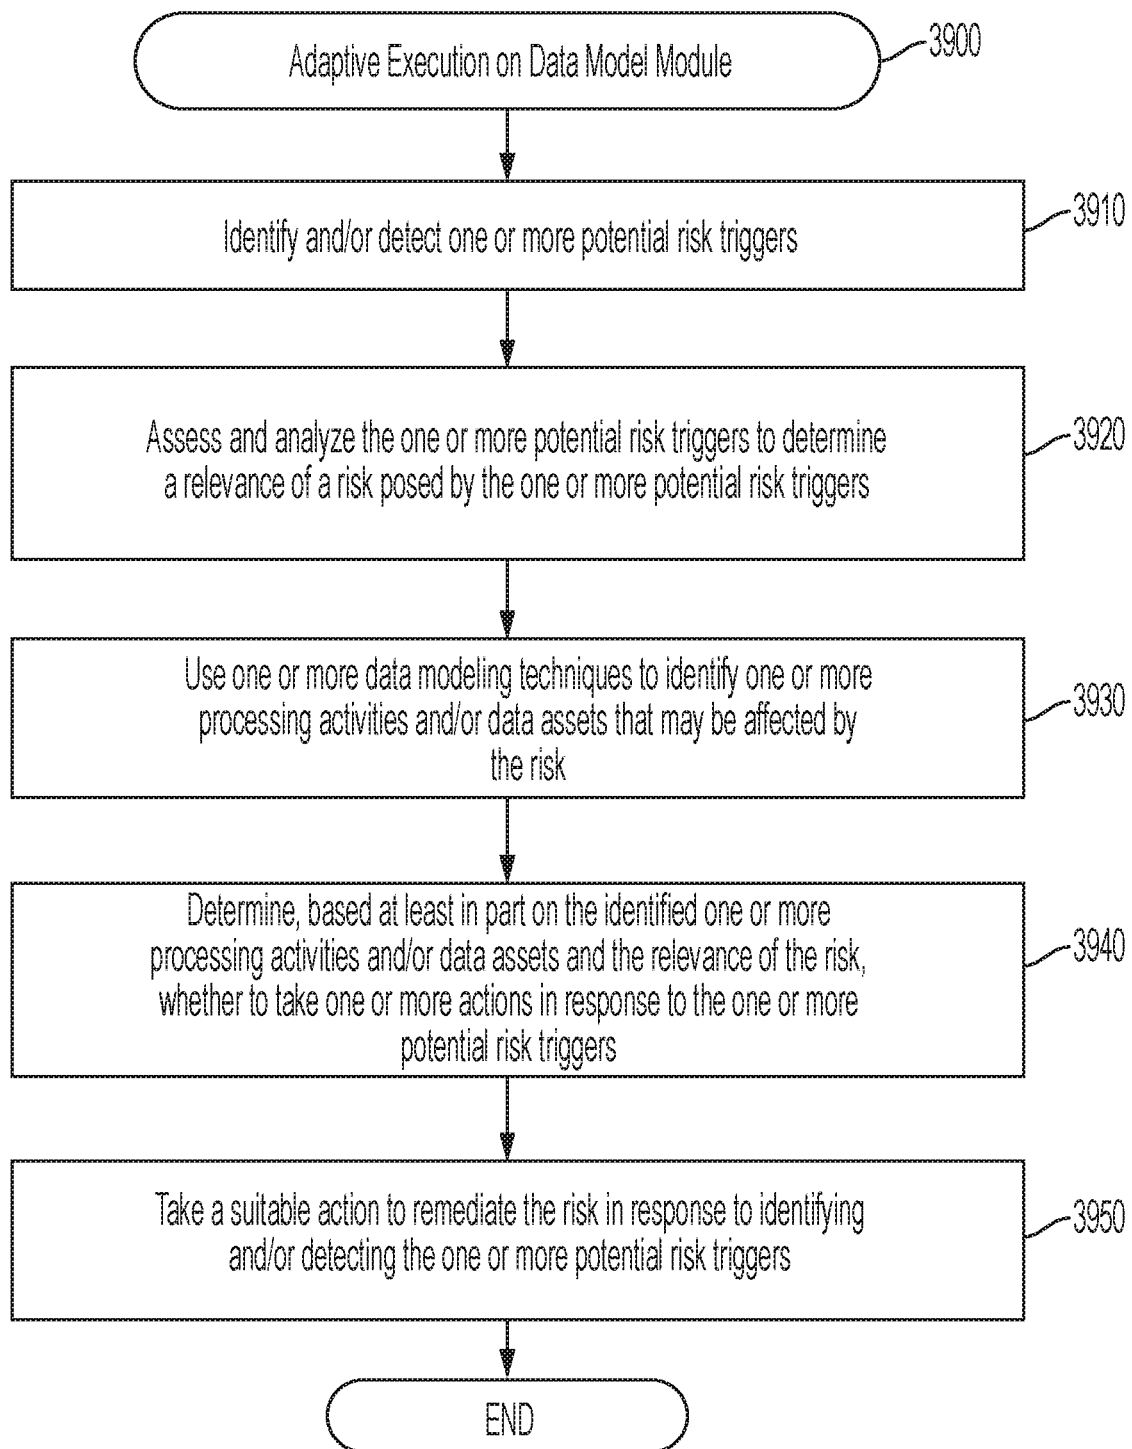 Adaptive Execution on Data Model Module
3900
Identify and/or detect one or more potential risk triggers
3910
Assess and analyze the one or more potential risk triggers to determine
a relevance of a risk posed by the one or more potential risk triggers
3920
Use one or more data modeling techniques to identify one or more
processing activities and/or data assets that may be affected by
the risk
3930
Determine, based at least in part on the identified one or more
processing activities and/or data assets and the relevance of the risk,
whether to take one or more actions in response to the one or more
potential risk triggers
3940
Take a suitable action to remediate the risk in response to identifying
and/or detecting the one or more potential risk triggers
3950
END